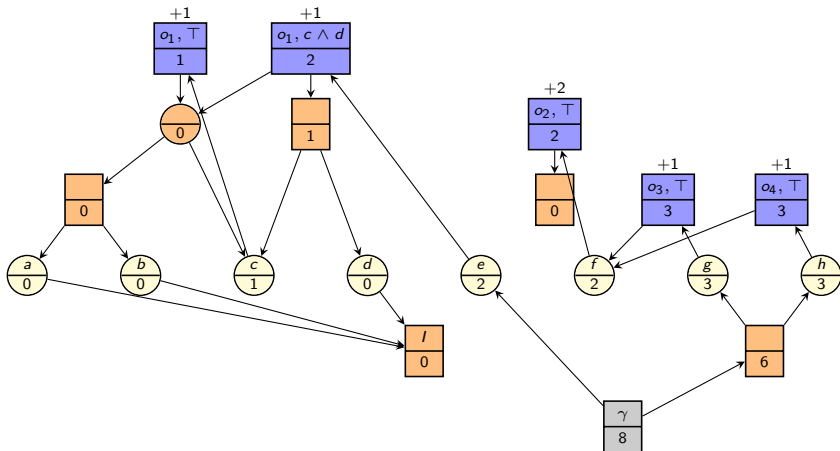 +1 +1
o₁, ⊤ o₁, c ∧ d
1 2
+2
o₂, ⊤
0 1 2
+1 +1
o₃, ⊤ o₄, ⊤
0 0 3 3
a b c d e f g h
0 0 1 0 2 2 3 3
I
0 6
γ
8